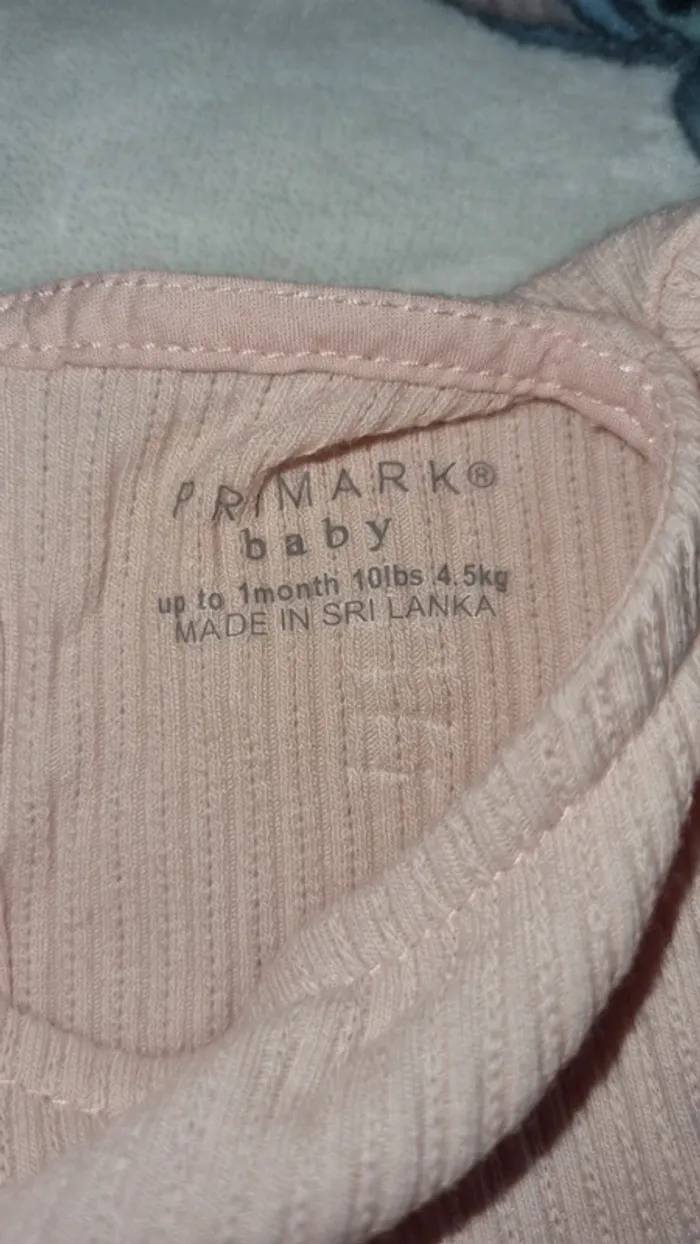 PRIMARK®
baby
up to 1month 10lbs 4.5kg
MADE IN SRI LANKA